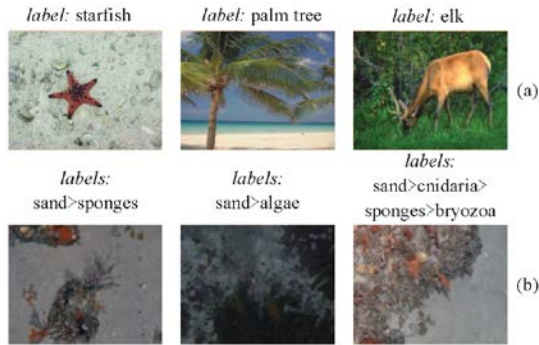 label: starfish
label: palm tree
label: elk
(a)
labels:
sand>sponges
labels:
sand>algae
labels:
sand>cnidaria>
sponges>bryozoa
(b)